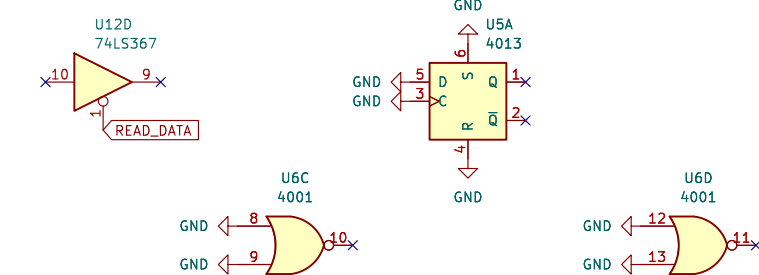 GND
U12D
74LS367
10
9
1
READ_DATA
U5A
4013
6
GND
5
D
S
Q
1
GND
3
C
R
Q̅
2
4
GND
U6C
4001
GND
8
10
GND
9
U6D
4001
GND
12
11
GND
13